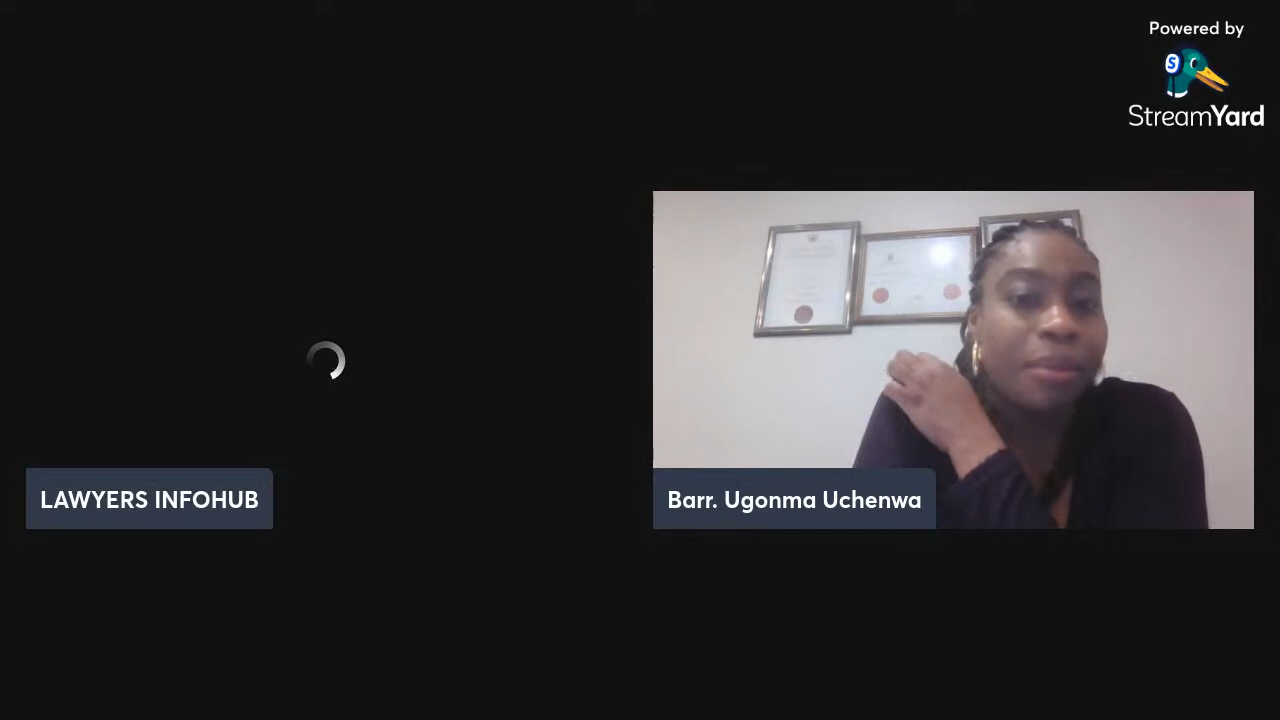 Powered by
S
StreamYard
LAWYERS INFOHUB
Barr. Ugonma Uchenwa